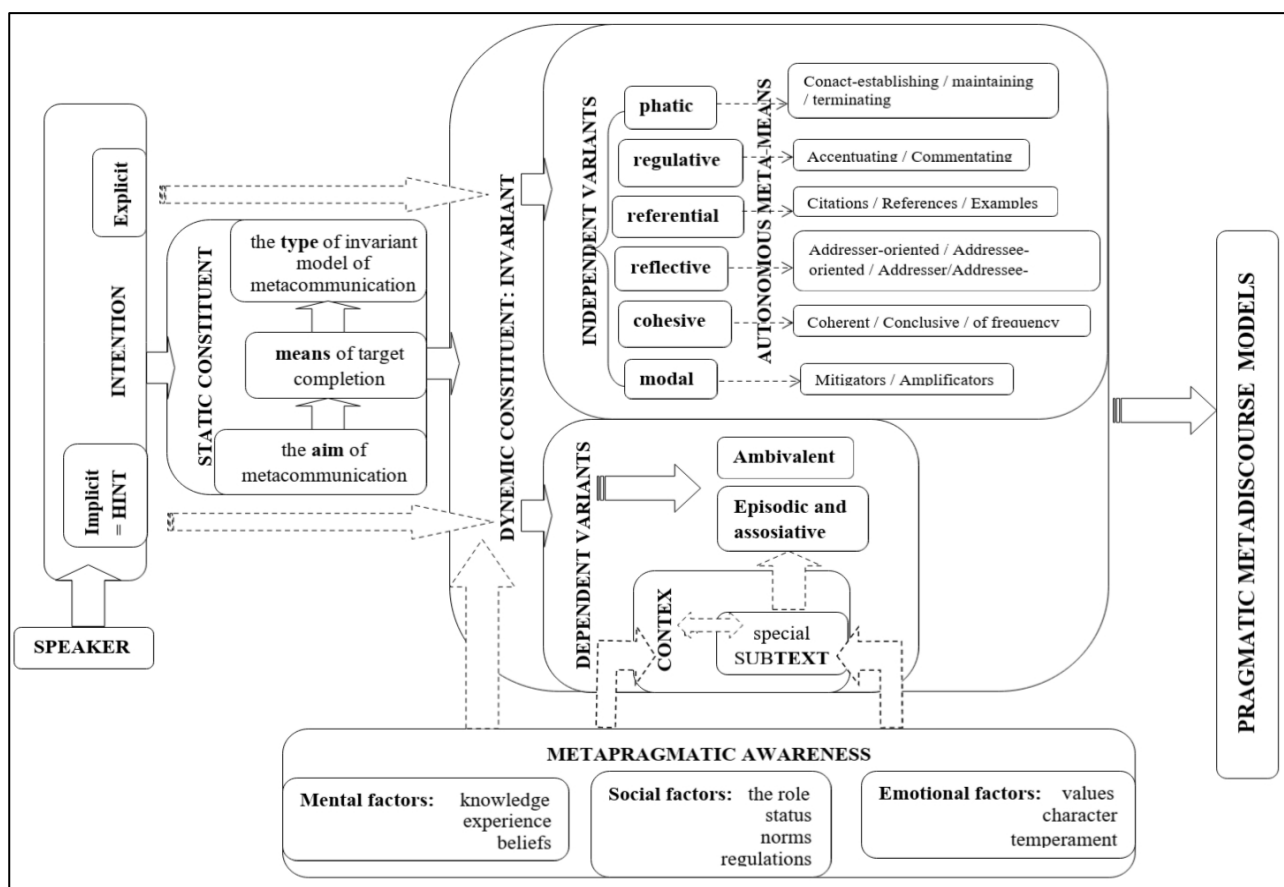 Explicit
INTENTION
Implicit
= HINT
SPEAKER
STATIC CONSTITUENT
the type of invariant
model of
metacommunication
means of target
completion
the aim of
metacommunication
DYNEMIC CONSTITUENT: INVARIANT
INDEPENDENT VARIANTS
phatic
regulative
referential
reflective
cohesive
modal
AUTONOMOUS META-MEANS
Conact-establishing / maintaining
/ terminating
Accentuating / Commentating
Citations / References / Examples
Addresser-oriented / Addressee-
oriented / Addresser/Addressee-
Coherent / Conclusive / of frequency
Mitigators / Amplificators
DEPENDENT VARIANTS
Ambivalent
Episodic and
assosiative
CONTEX
special
SUBTEXT
PRAGMATIC METADISCOURSE MODELS
METAPRAGMATIC AWARENESS
Mental factors: knowledge
experience
beliefs
Social factors: the role
status
norms
regulations
Emotional factors: values
character
temperament